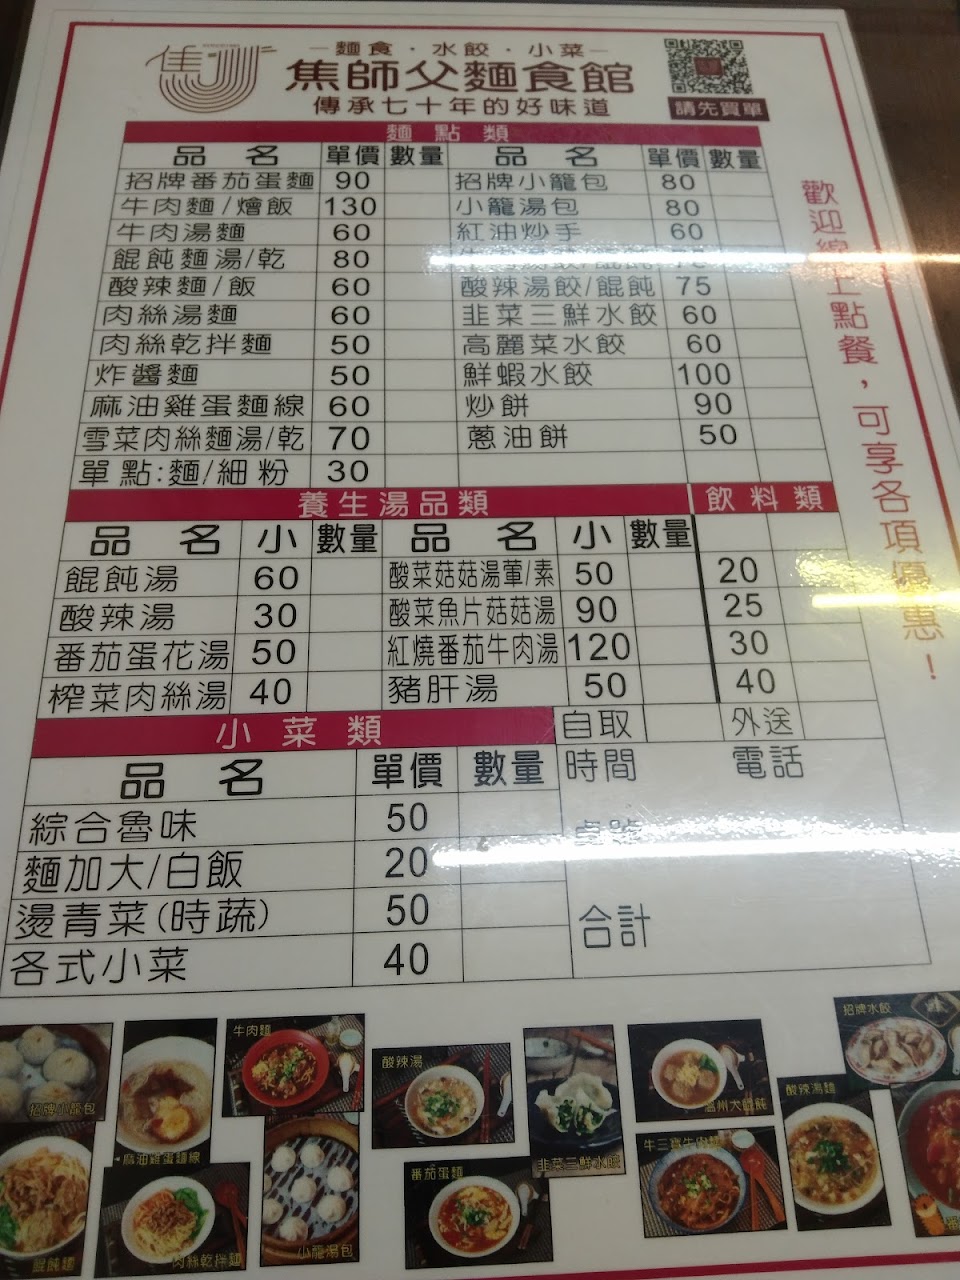 麵食·水餃·小菜
焦師父麵食館
傳承七十年的好味道
請先買單
歡迎線上點餐，可享各項優惠！
麵點類
品名 單價 數量 品名 單價 數量
招牌番茄蛋麵 90 招牌小籠包 80
牛肉麵/燴飯 130 小籠湯包 80
牛肉湯麵 60 紅油炒手 60
餛飩麵湯/乾 80
酸辣麵/飯 60 酸辣湯餃/餛飩 75
肉絲湯麵 60 韭菜三鮮水餃 60
肉絲乾拌麵 50 高麗菜水餃 60
炸醬麵 50 鮮蝦水餃 100
麻油雞蛋麵線 60 炒餅 90
雪菜肉絲麵湯/乾 70 蔥油餅 50
單點:麵/細粉 30
養生湯品類 飲料類
品名 小 數量 品名 小 數量
餛飩湯 60 酸菜菇菇湯葷/素 50 20
酸辣湯 30 酸菜魚片菇菇湯 90 25
番茄蛋花湯 50 紅燒番茄牛肉湯 120 30
榨菜肉絲湯 40 豬肝湯 50 40
小菜類 自取 外送
品名 單價 數量 時間 電話
綜合魯味 50
麵加大/白飯 20
燙青菜(時蔬) 50 合計
各式小菜 40
招牌小籠包
牛肉麵
酸辣湯
溫州大餛飩
招牌水餃
麻油雞蛋麵線
韭菜三鮮水餃
酸辣湯麵
餛飩麵
肉絲乾拌麵
小籠湯包
番茄蛋麵
牛三寶牛肉麵